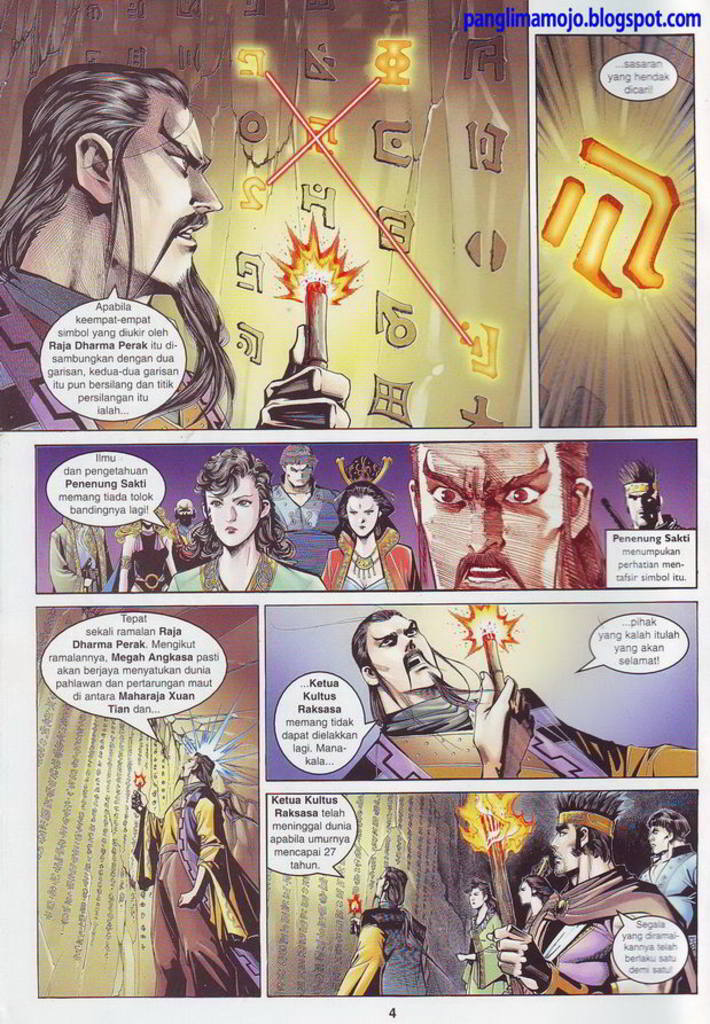 panglimamojo.blogspot.com
Apabila
keempat-empat
simbol yang diukir oleh
Raja Dharma Perak itu di-
sambungkan dengan dua
garisan, kedua-dua garisan
itu pun bersilang dan titik
persilangan itu
ialah...
...sasaran
yang hendak
dicari!
Ilmu
dan pengetahuan
Penenung Sakti
memang tiada tolok
bandingnya lagi!
Penenung Sakti
menumpukan
perhatian men-
tafsir simbol itu.
Tepat
sekali ramalan Raja
Dharma Perak. Mengikut
ramalannya, Megah Angkasa pasti
akan berjaya menyatukan dunia
pahlawan dan pertarungan maut
di antara Maharaja Xuan
Tian dan...
...Ketua
Kultus
Raksasa
memang tidak
dapat dielakkan
lagi. Mana-
kala...
...pihak
yang kalah itulah
yang akan
selamat!
Ketua Kultus
Raksasa telah
meninggal dunia
apabila umurnya
mencapai 27
tahun.
Segala
yang diramal-
kannya telah
berlaku satu
demi satu!
4